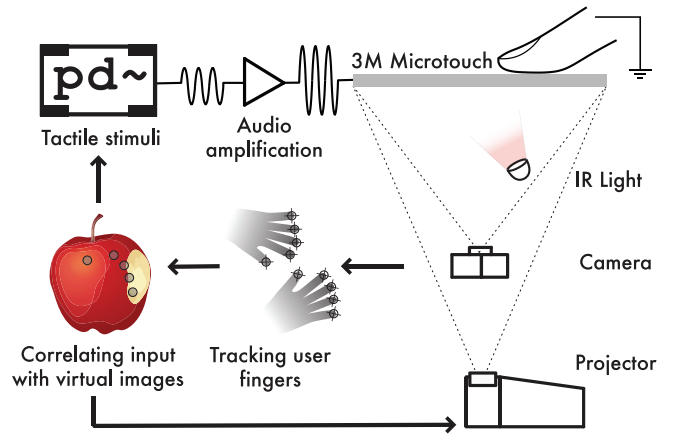 pd~
3M Microtouch
Tactile stimuli
Audio
amplification
IR Light
Camera
Correlating input
with virtual images
Tracking user
fingers
Projector